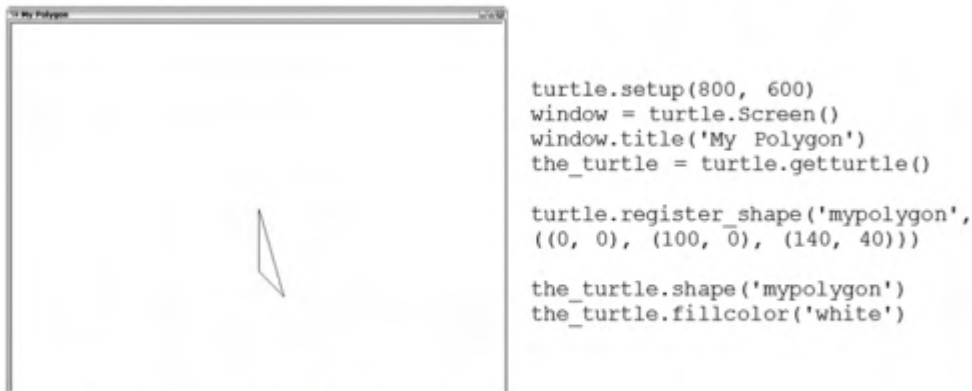 My Polygon
turtle.setup(800, 600)
window = turtle.Screen()
window.title('My Polygon')
the_turtle = turtle.getturtle()
turtle.register_shape('mypolygon',
((0, 0), (100, 0), (140, 40)))
the_turtle.shape('mypolygon')
the_turtle.fillcolor('white')